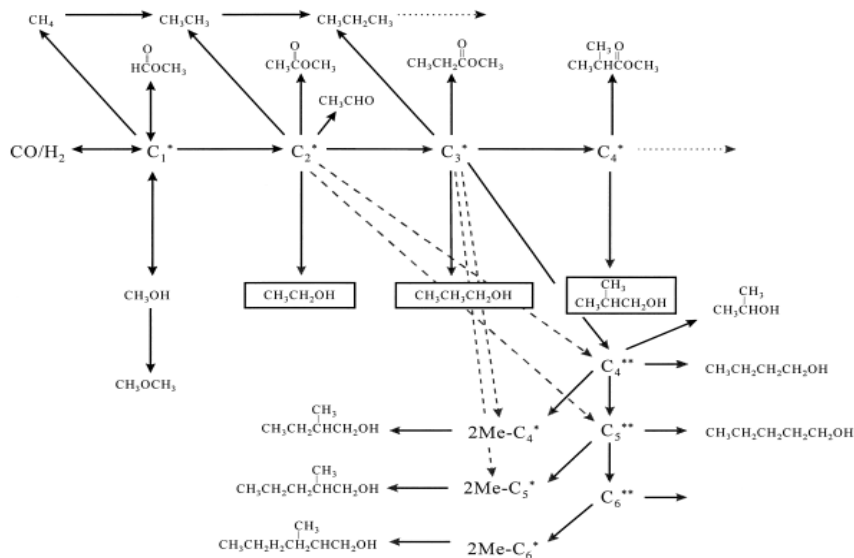 CH₄ CH₃CH₃ CH₃CH₂CH₃
O O O CH₃ O
HCOCH₃ CH₃COCH₃ CH₃CH₂COCH₃ CH₃CHCOCH₃
CH₃CHO
CO/H₂ C₁* C₂* C₃* C₄*
CH₃
CH₃OH CH₃CH₂OH CH₃CH₂CH₂OH CH₃CHCH₂OH
CH₃
CH₃CHOH
C₄** CH₃CH₂CH₂CH₂OH
CH₃OCH₃
CH₃
CH₃CH₂CHCH₂OH 2Me-C₄* C₅** CH₃CH₂CH₂CH₂CH₂OH
CH₃
CH₃CH₂CH₂CHCH₂OH 2Me-C₅* C₆**
CH₃
CH₃CH₂H₂CH₂CHCH₂OH 2Me-C₆*